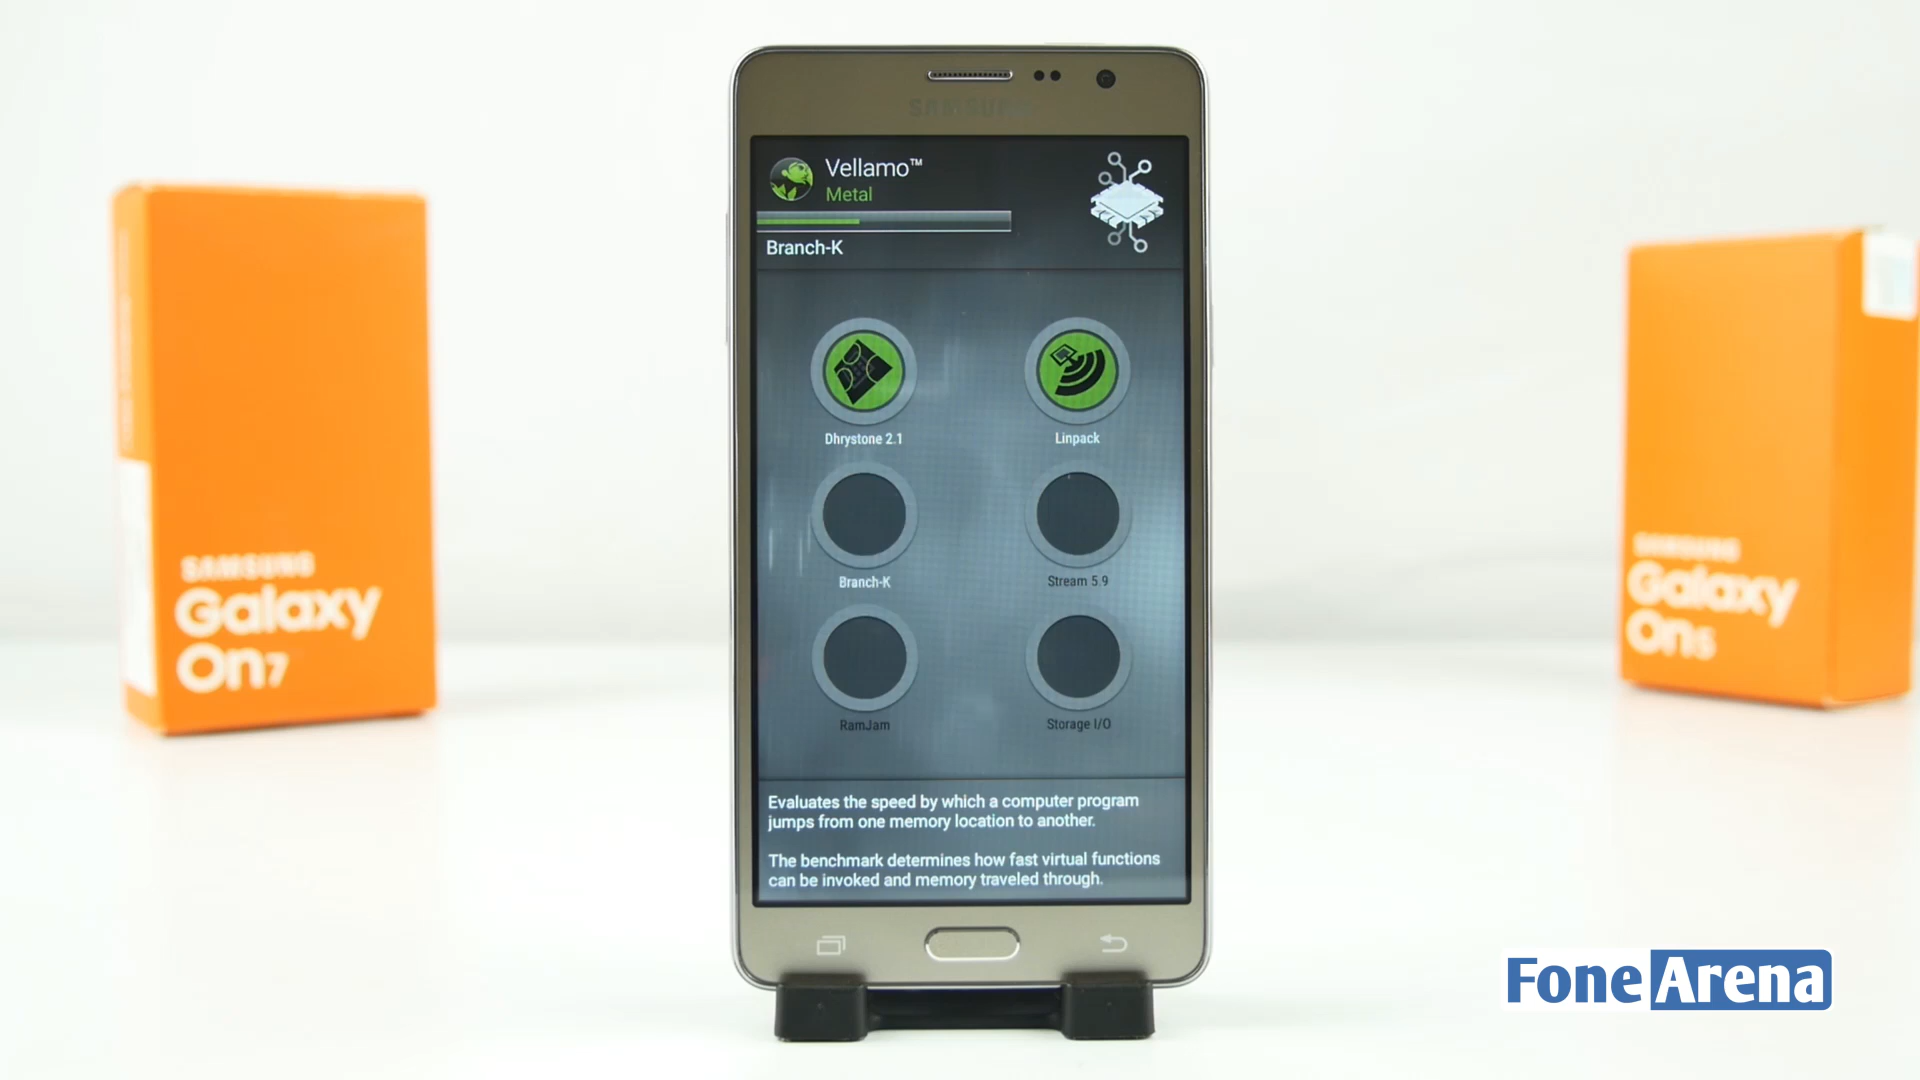 SAMSUNG
Vellamo™
Metal
Branch-K
Dhrystone 2.1
Linpack
Branch-K
Stream 5.9
RamJam
Storage I/O
Evaluates the speed by which a computer program
jumps from one memory location to another.
The benchmark determines how fast virtual functions
can be invoked and memory traveled through.
SAMSUNG
Galaxy
On7
SAMSUNG
Galaxy
On5
FoneArena